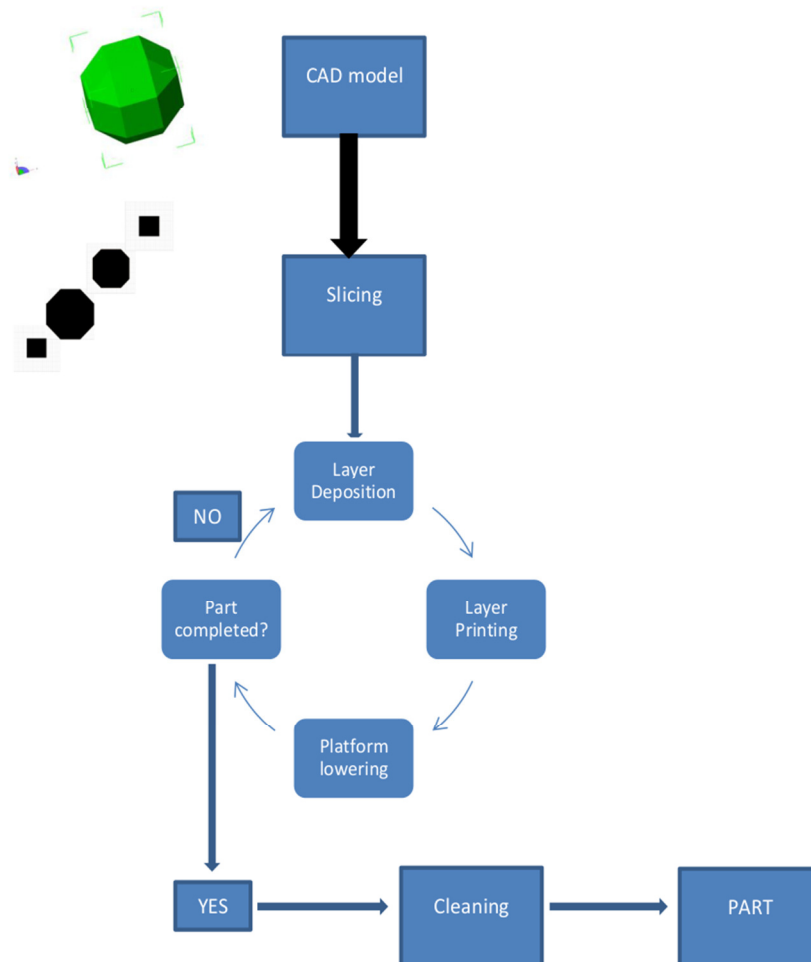 CAD model
Slicing
Layer
Deposition
NO
Part
completed?
Layer
Printing
Platform
lowering
YES
Cleaning
PART